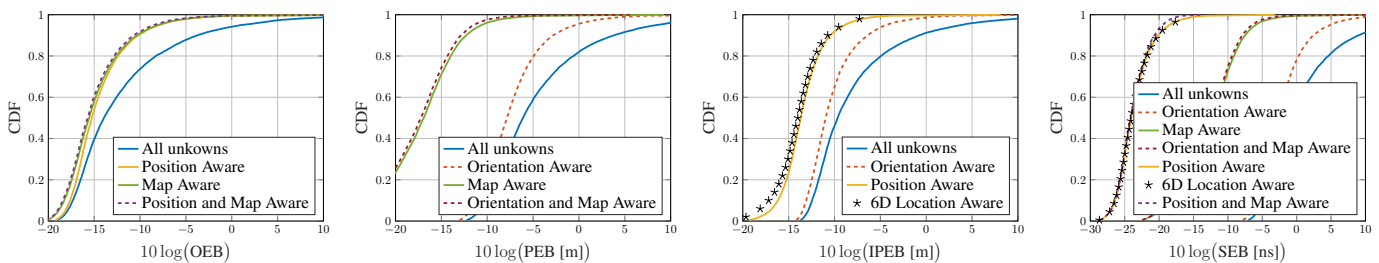 CDF
1
0.8
0.6
0.4
0.2
0
−20
−15
−10
−5
0
5
10
10 log(OEB)
All unkowns
Position Aware
Map Aware
Position and Map Aware
CDF
1
0.8
0.6
0.4
0.2
0
−20
−15
−10
−5
0
5
10
10 log(PEB [m])
All unkowns
Orientation Aware
Map Aware
Orientation and Map Aware
CDF
1
0.8
0.6
0.4
0.2
0
−20
−15
−10
−5
0
5
10
10 log(IPEB [m])
All unkowns
Orientation Aware
Position Aware
6D Location Aware
CDF
1
0.8
0.6
0.4
0.2
0
−30
−25
−20
−15
−10
−5
0
5
10
10 log(SEB [ns])
All unkowns
Orientation Aware
Map Aware
Orientation and Map Aware
Position Aware
6D Location Aware
Position and Map Aware